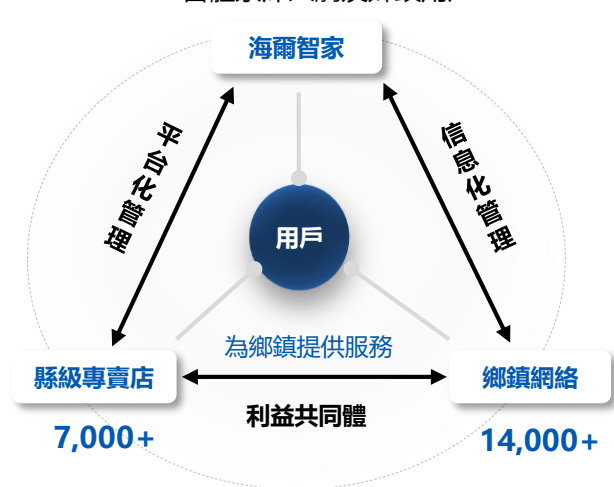 海爾智家
平台化管理
信息化管理
用戶
為鄉鎮提供服務
縣級專賣店
鄉鎮網絡
利益共同體
7,000+
14,000+